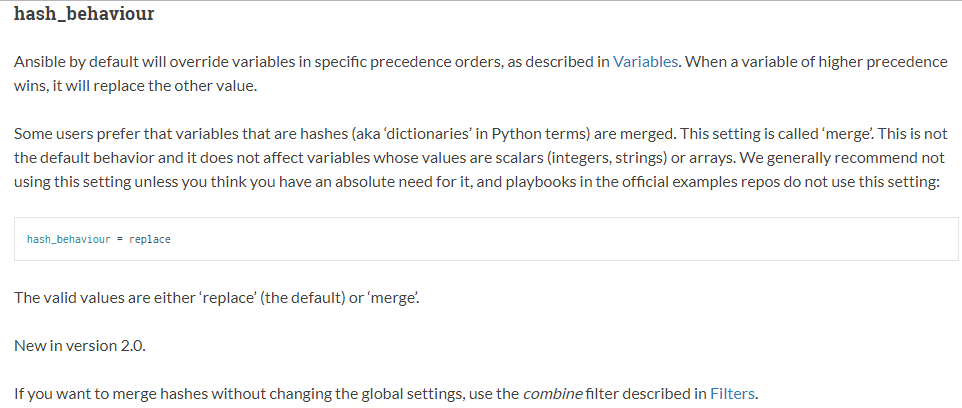 hash_behaviour
Ansible by default will override variables in specific precedence orders, as described in Variables. When a variable of higher precedence
wins, it will replace the other value.
Some users prefer that variables that are hashes (aka ‘dictionaries’ in Python terms) are merged. This setting is called ‘merge’. This is not
the default behavior and it does not affect variables whose values are scalars (integers, strings) or arrays. We generally recommend not
using this setting unless you think you have an absolute need for it, and playbooks in the official examples repos do not use this setting:
hash_behaviour = replace
The valid values are either ‘replace’ (the default) or ‘merge’.
New in version 2.0.
If you want to merge hashes without changing the global settings, use the combine filter described in Filters.